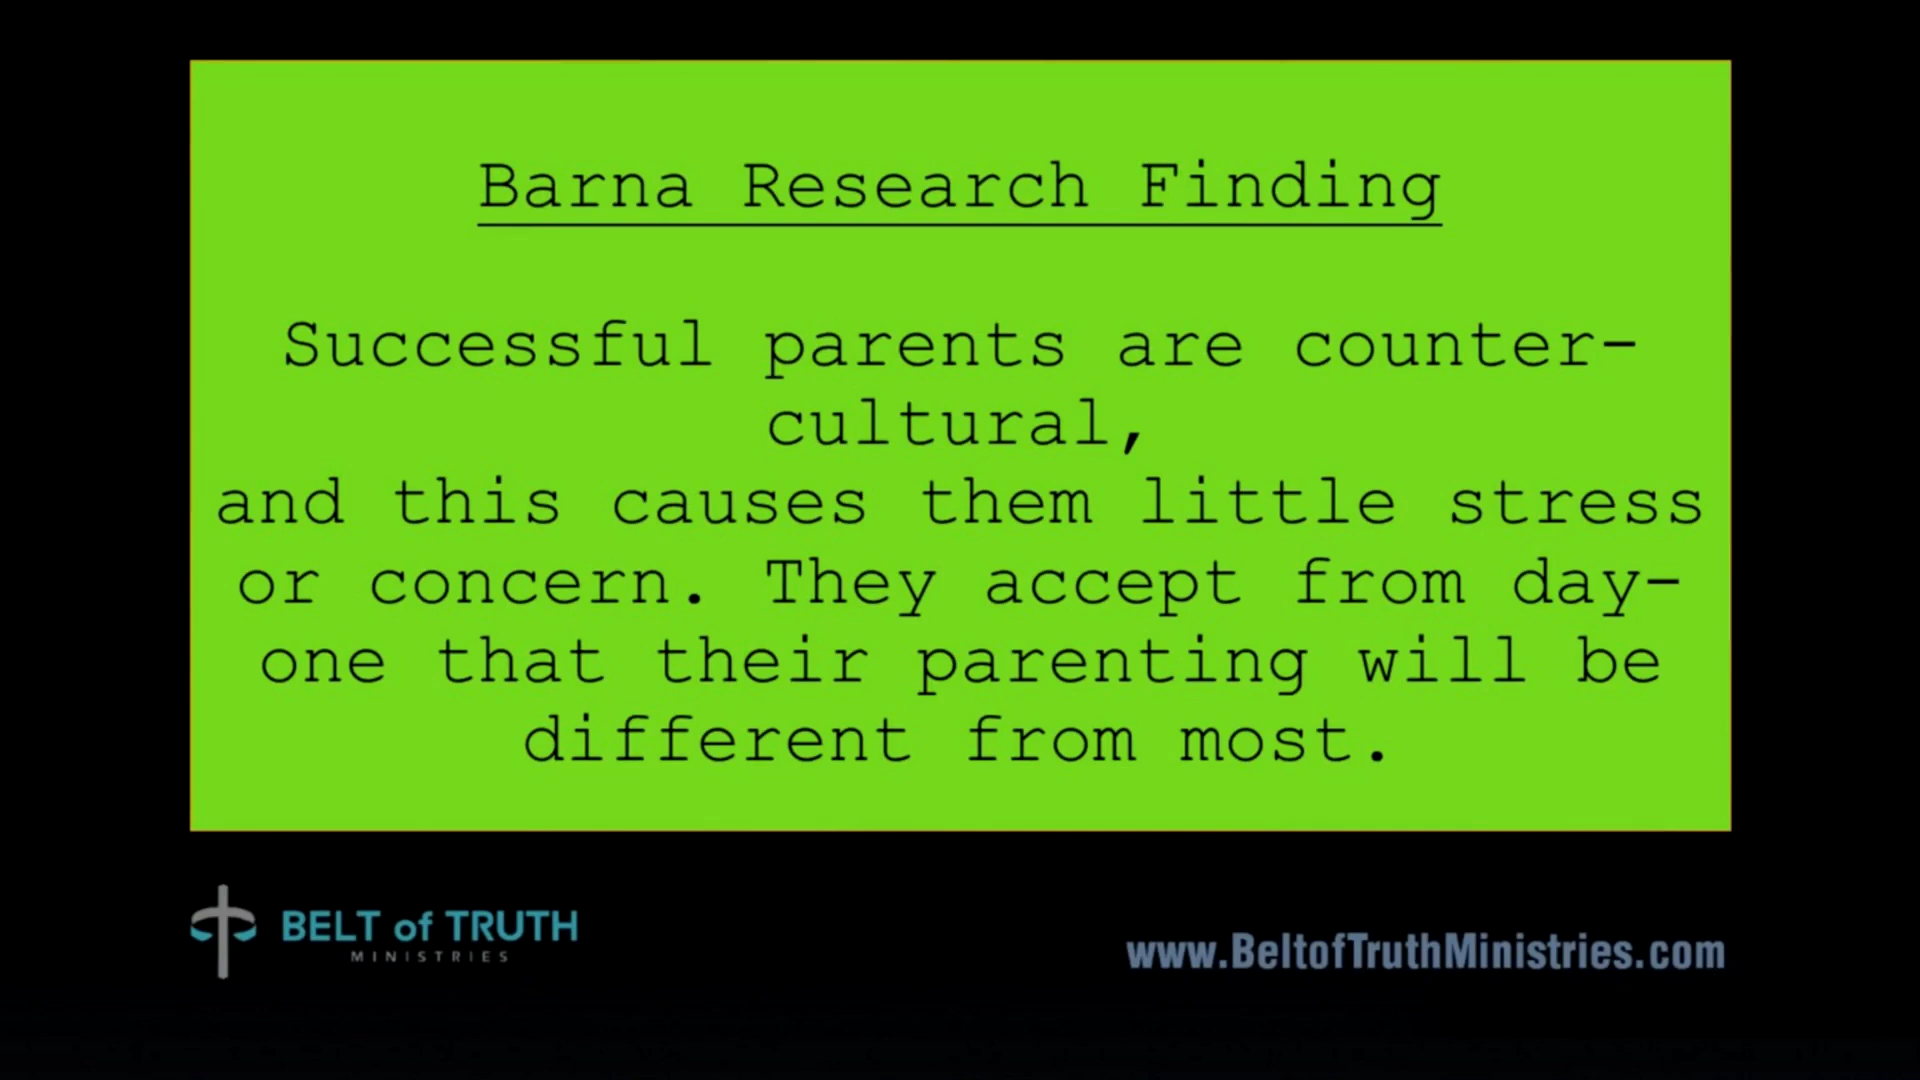 Barna Research Finding
Successful parents are counter-
cultural,
and this causes them little stress
or concern. They accept from day-
one that their parenting will be
different from most.
BELT of TRUTH
MINISTRIES
www.BeltofTruthMinistries.com